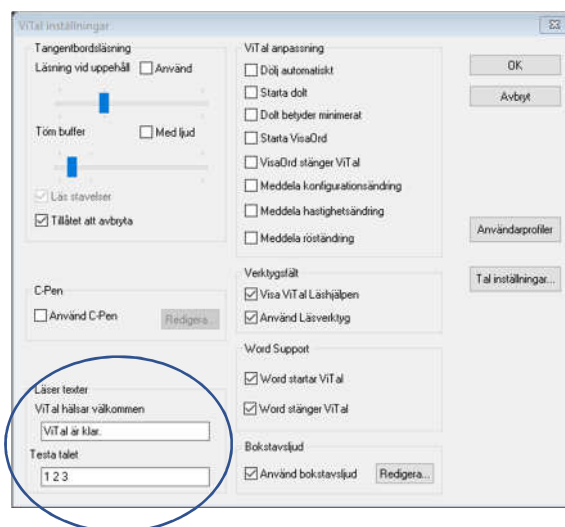 ViTal inställningar
Tangentbordsläsning
Läsning vid uppehåll
Använd
Töm buffer
Med ljud
Läs stavelser
Tillåtet att avbryta
C-Pen
Använd C-Pen
Redigera...
Läser texter
ViTal hälsar välkommen
ViTal är klar.
Testa talet
1 2 3
ViTal anpassning
Dölj automatiskt
Starta dolt
Dolt betyder minimerat
Starta VisaOrd
VisaOrd stänger ViTal
Meddela konfigurationsändring
Meddela hastighetsändring
Meddela röständring
Verktygsfält
Visa ViTal Läshjälpen
Använd Läsverktyg
Word Support
Word startar ViTal
Word stänger ViTal
Bokstavsljud
Använd bokstavsljud
Redigera...
OK
Avbryt
Användarprofiler
Tal inställningar...